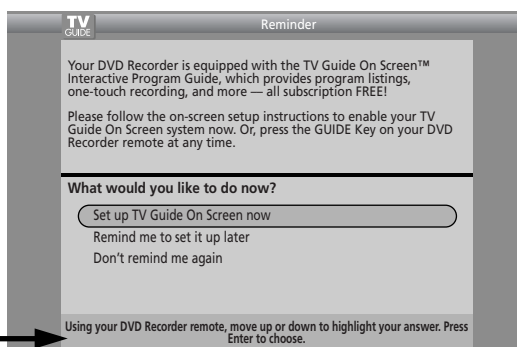 TV
GUIDE
Reminder
Your DVD Recorder is equipped with the TV Guide On Screen™
Interactive Program Guide, which provides program listings,
one-touch recording, and more — all subscription FREE!
Please follow the on-screen setup instructions to enable your TV
Guide On Screen system now. Or, press the GUIDE Key on your DVD
Recorder remote at any time.
What would you like to do now?
Set up TV Guide On Screen now
Remind me to set it up later
Don't remind me again
Using your DVD Recorder remote, move up or down to highlight your answer. Press
Enter to choose.